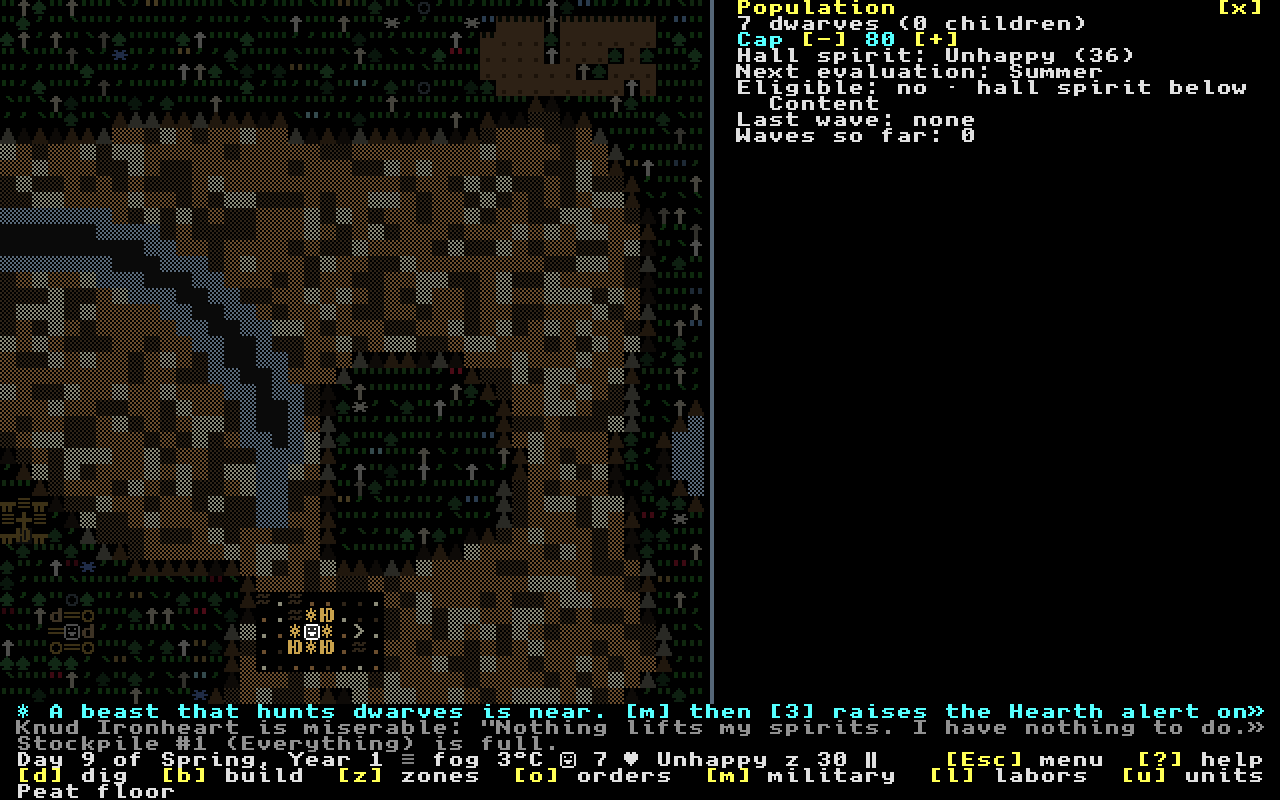 Population [x]
7 dwarves (0 children)
Cap [-] 80 [+]
Hall spirit: Unhappy (36)
Next evaluation: Summer
Eligible: no · hall spirit below
Content
Last wave: none
Waves so far: 0
* A beast that hunts dwarves is near. [m] then [3] raises the Hearth alert on»
Knud Ironheart is miserable: "Nothing lifts my spirits. I have nothing to do.»
Stockpile #1 (Everything) is full.
Day 9 of Spring, Year 1 ≡ fog 3°C ☺ 7 ♥ Unhappy z 30 ‖ [Esc] menu [?] help
[d] dig [b] build [z] zones [o] orders [m] military [l] labors [u] units
Peat floor